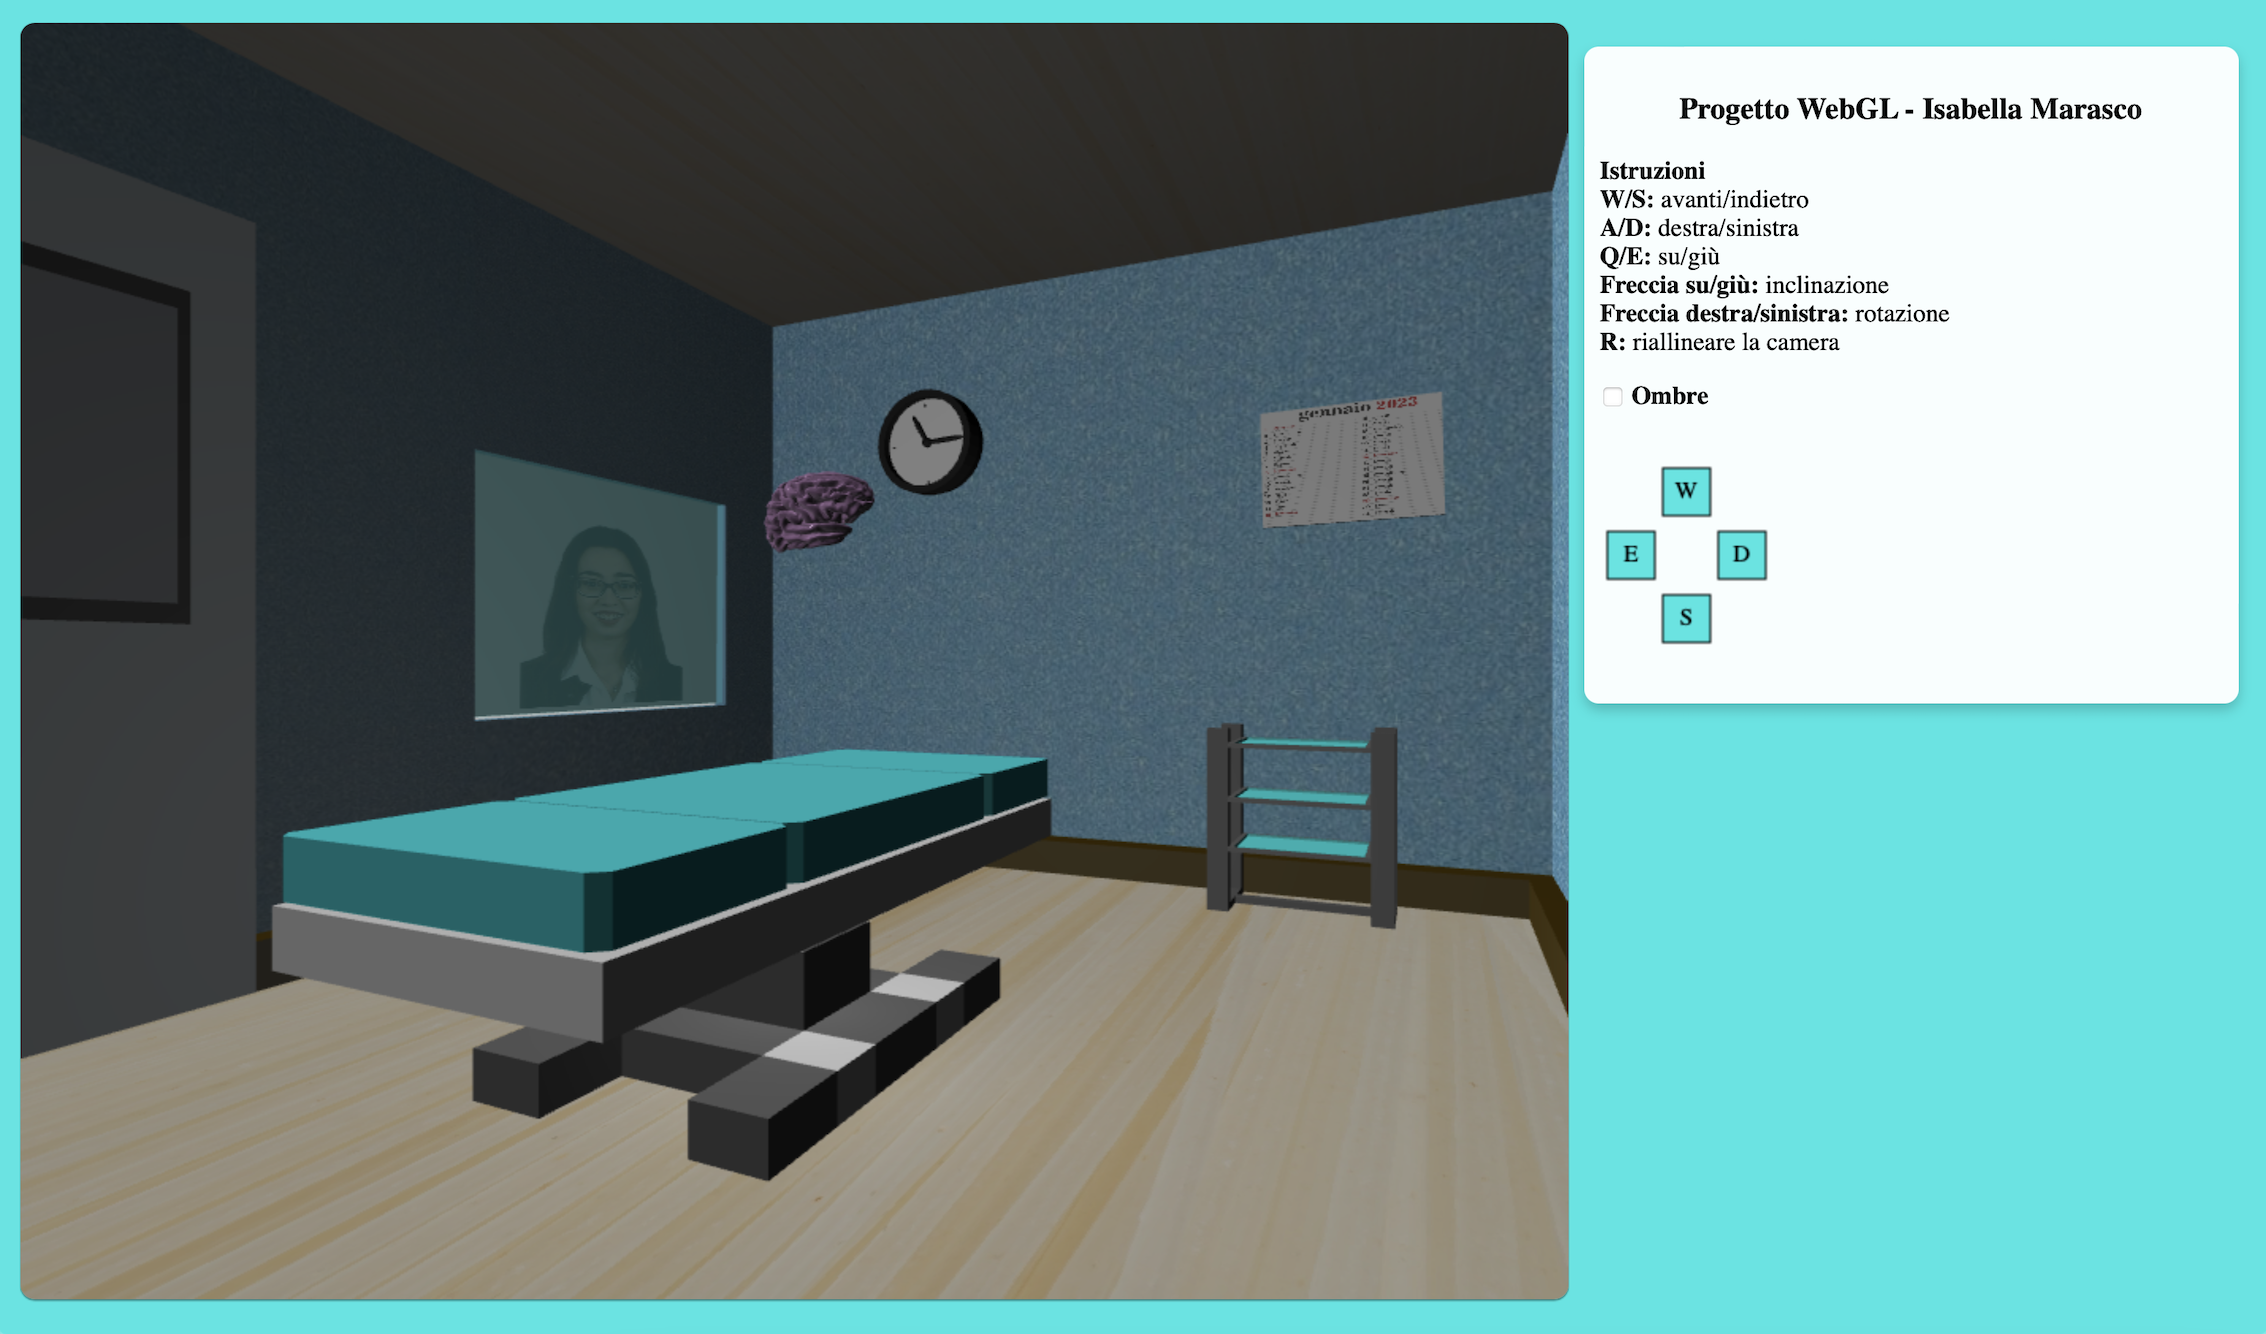 gennaio 2023
Progetto WebGL - Isabella Marasco
Istruzioni
W/S: avanti/indietro
A/D: destra/sinistra
Q/E: su/giù
Freccia su/giù: inclinazione
Freccia destra/sinistra: rotazione
R: riallineare la camera
Ombre
W
E D
S